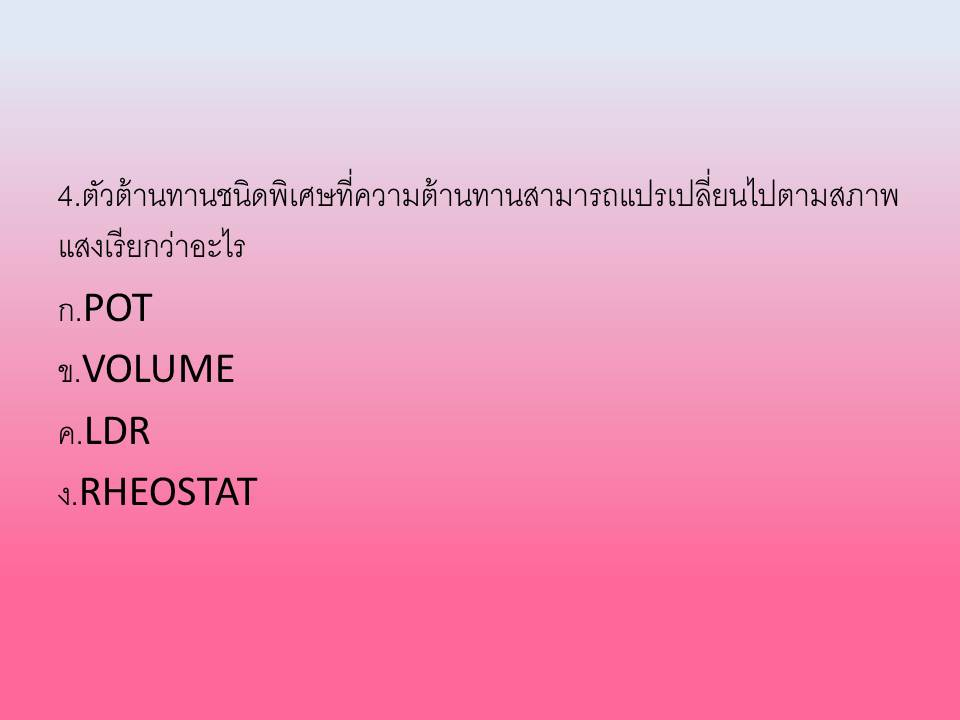 4.ตัวต้านทานชนิดพิเศษที่ความต้านทานสามารถแปรเปลี่ยนไปตามสภาพ
แสงเรียกว่าอะไร
ก.POT
ข.VOLUME
ค.LDR
ง.RHEOSTAT